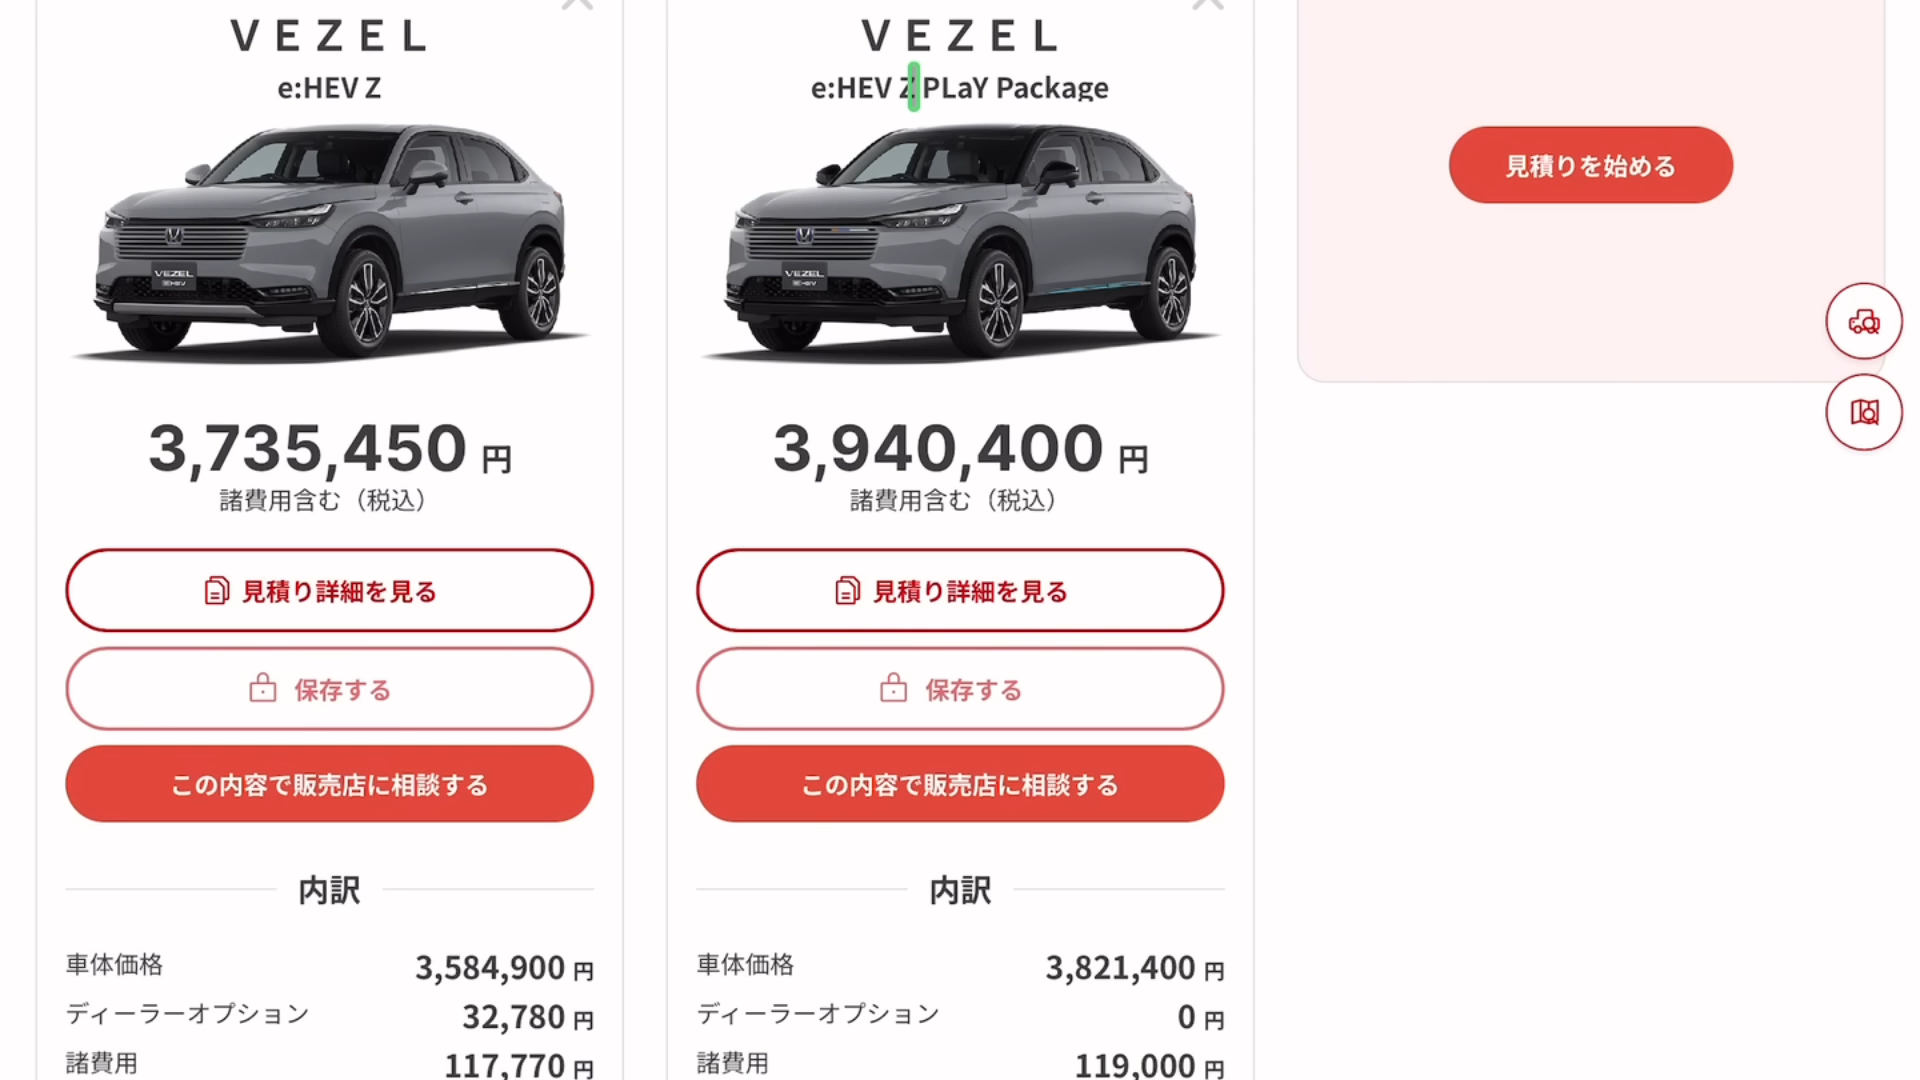 VEZEL
e:HEV Z
VEZEL
e:HEV
3,735,450 円
諸費用含む（税込）
見積り詳細を見る
保存する
この内容で販売店に相談する
内訳
車体価格 3,584,900 円
ディーラーオプション 32,780 円
諸費用 117,770 円
VEZEL
e:HEV Z PLaY Package
VEZEL
e:HEV
3,940,400 円
諸費用含む（税込）
見積り詳細を見る
保存する
この内容で販売店に相談する
内訳
車体価格 3,821,400 円
ディーラーオプション 0 円
諸費用 119,000 円
見積りを始める